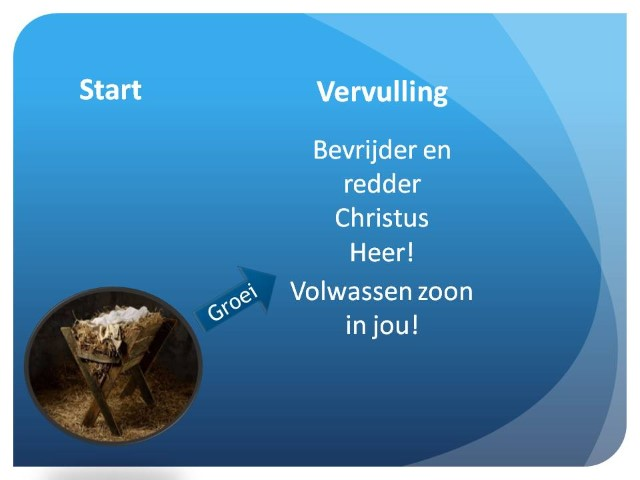 Start
Vervulling
Bevrijder en
redder
Christus
Heer!
Groei
Volwassen zoon
in jou!